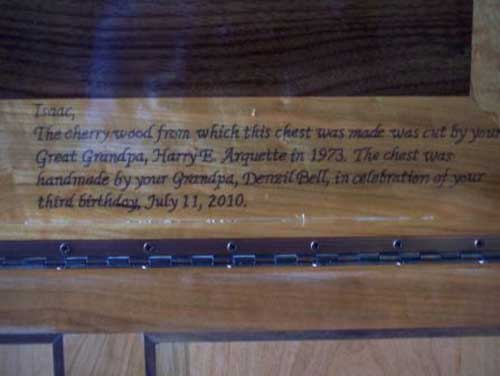 Isaac,
The cherry wood from which this chest was made was cut by your
Great Grandpa, Harry E. Arquette in 1973. The chest was
handmade by your Grandpa, Denzil Bell, in celebration of your
third birthday, July 11, 2010.